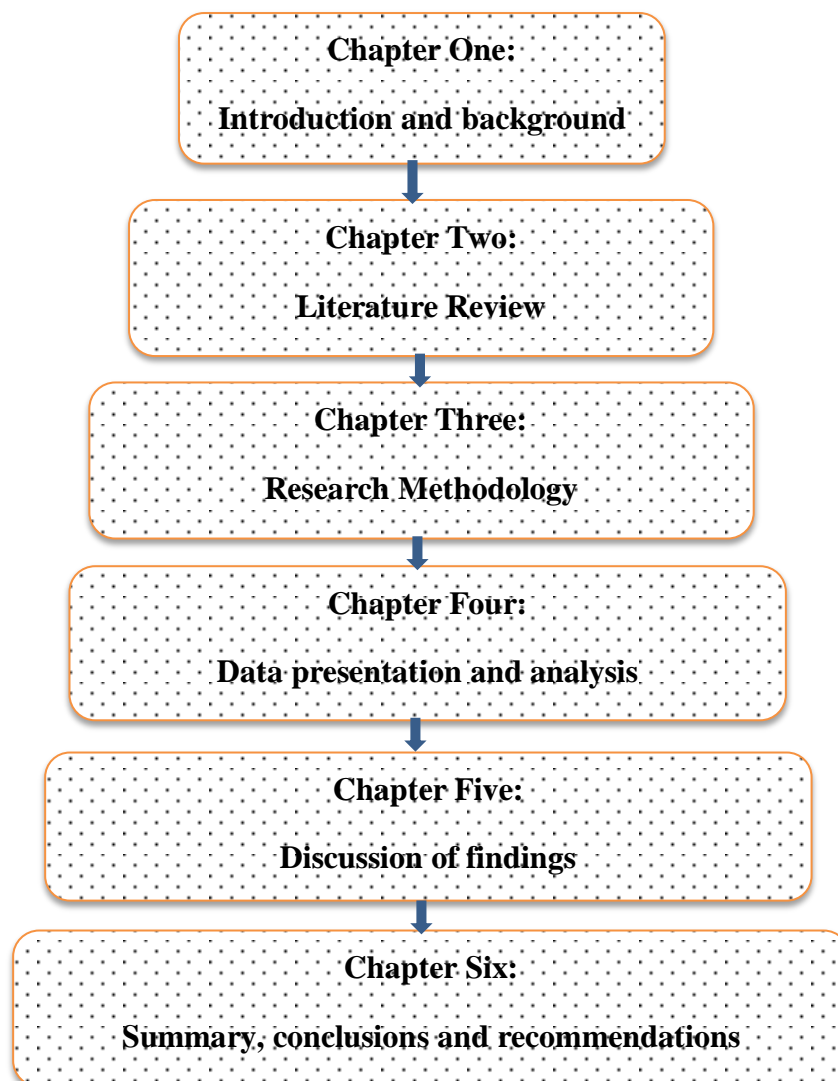 Chapter One:
Introduction and background
Chapter Two:
Literature Review
Chapter Three:
Research Methodology
Chapter Four:
Data presentation and analysis
Chapter Five:
Discussion of findings
Chapter Six:
Summary, conclusions and recommendations